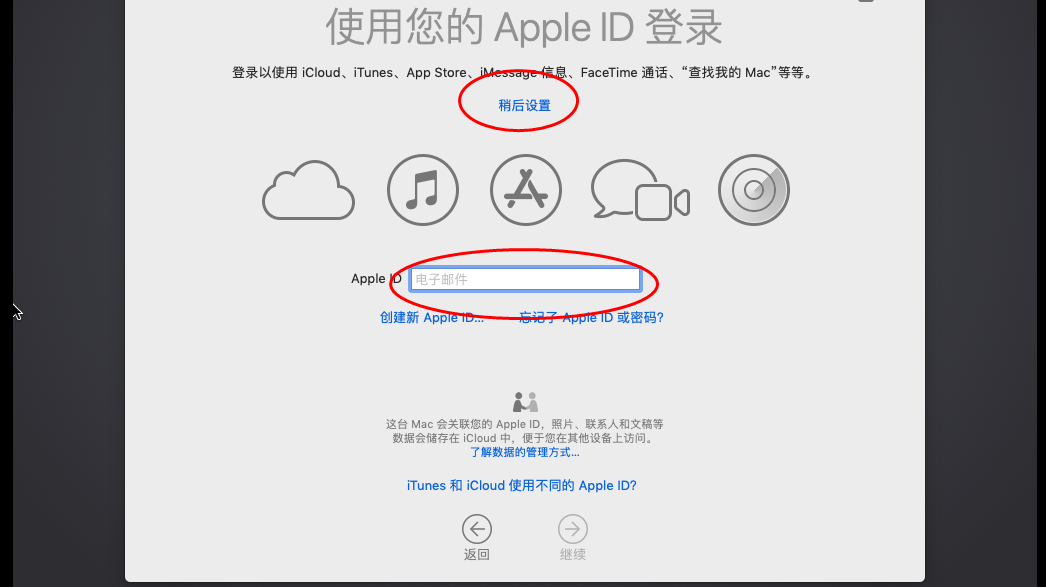 使用您的 Apple ID 登录
登录以使用 iCloud、iTunes、App Store、iMessage 信息、FaceTime 通话、“查找我的 Mac”等等。
稍后设置
Apple ID 电子邮件
创建新 Apple ID... 忘记了 Apple ID 或密码?
这台 Mac 会关联您的 Apple ID，照片、联系人和文稿等
数据会储存在 iCloud 中，便于您在其他设备上访问。
了解数据的管理方式...
iTunes 和 iCloud 使用不同的 Apple ID?
返回 继续